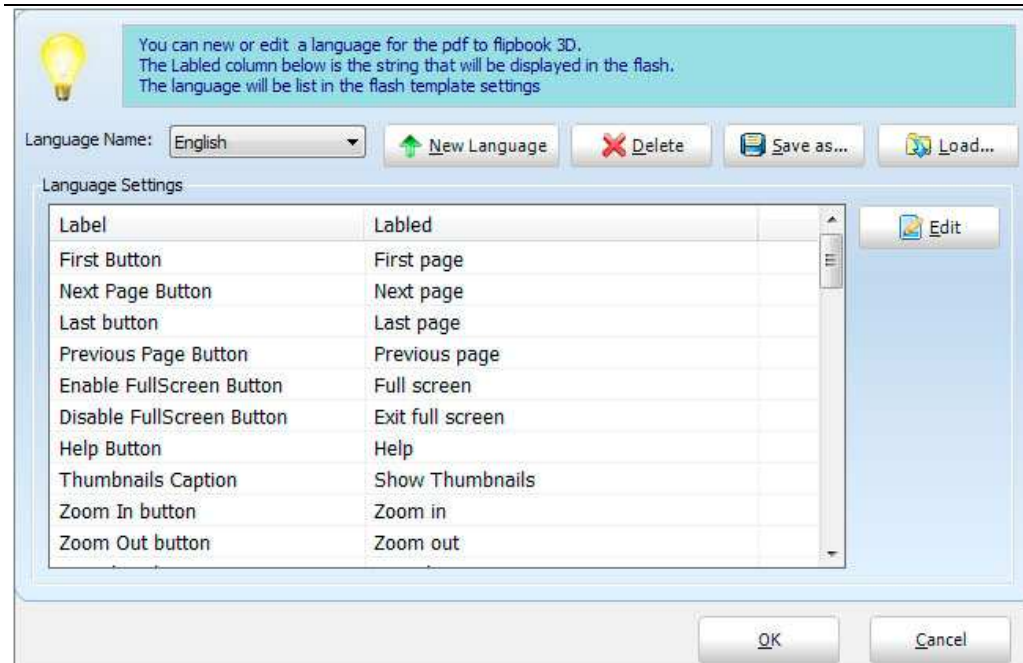 You can new or edit a language for the pdf to flipbook 3D.
The Labled column below is the string that will be displayed in the flash.
The language will be list in the flash template settings
Language Name: English New Language Delete Save as... Load...
Language Settings
Label Labled Edit
First Button First page
Next Page Button Next page
Last button Last page
Previous Page Button Previous page
Enable FullScreen Button Full screen
Disable FullScreen Button Exit full screen
Help Button Help
Thumbnails Caption Show Thumbnails
Zoom In button Zoom in
Zoom Out button Zoom out
OK Cancel